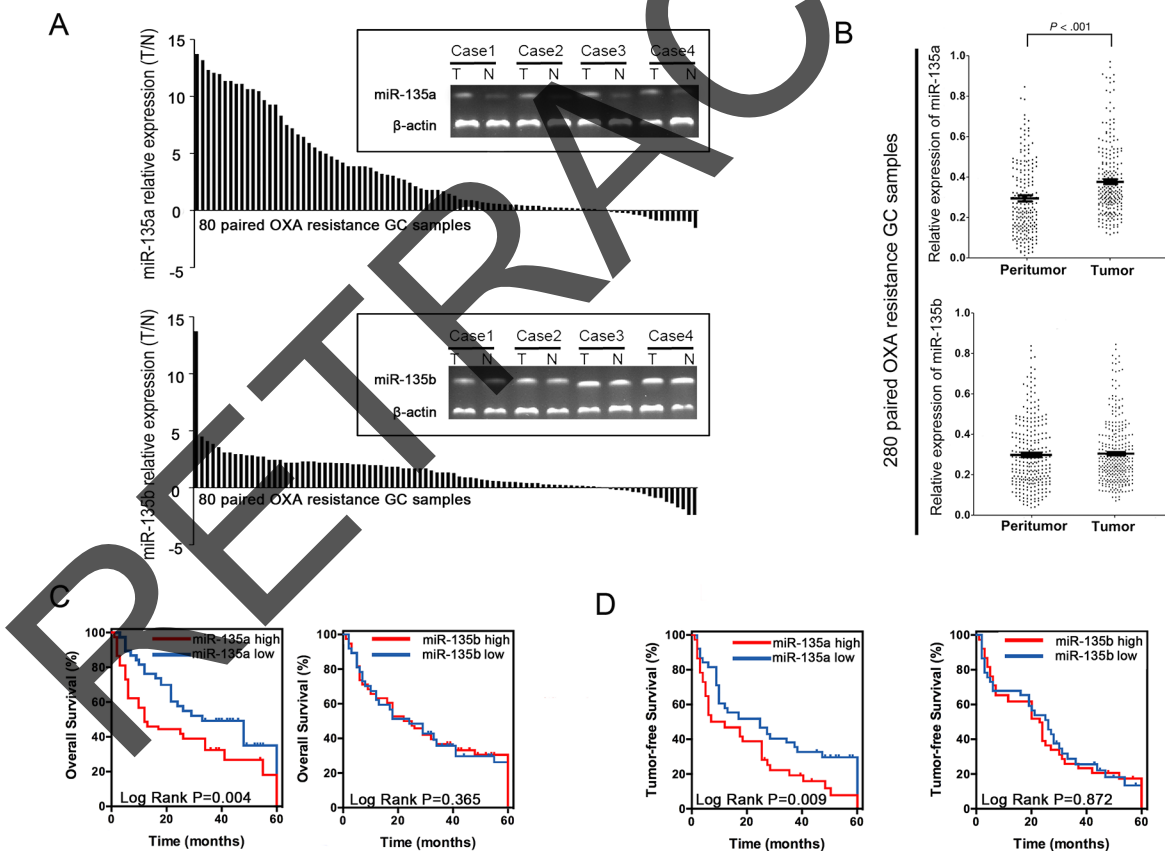 A
miR-135a relative expression (T/N)
15
10
5
0
-5
80 paired OXA resistance GC samples
Case1 Case2 Case3 Case4
T N T N T N T N
miR-135a
β-actin
miR-135b relative expression (T/N)
15
10
5
0
-5
80 paired OXA resistance GC samples
Case1 Case2 Case3 Case4
T N T N T N T N
miR-135b
β-actin
B
280 paired OXA resistance GC samples
P < .001
Relative expression of miR-135a
1.0
0.8
0.6
0.4
0.2
0.0
Peritumor Tumor
Relative expression of miR-135b
1.0
0.8
0.6
0.4
0.2
0.0
Peritumor Tumor
C
Overall Survival (%)
100
80
60
40
20
0
miR-135a high
miR-135a low
Log Rank P=0.004
0 20 40 60
Time (months)
Overall Survival (%)
100
80
60
40
20
0
miR-135b high
miR-135b low
Log Rank P=0.365
0 20 40 60
Time (months)
D
Tumor-free Survival (%)
100
80
60
40
20
0
miR-135a high
miR-135a low
Log Rank P=0.009
0 20 40 60
Time (months)
Tumor-free Survival (%)
100
80
60
40
20
0
miR-135b high
miR-135b low
Log Rank P=0.872
0 20 40 60
Time (months)
RETRAC